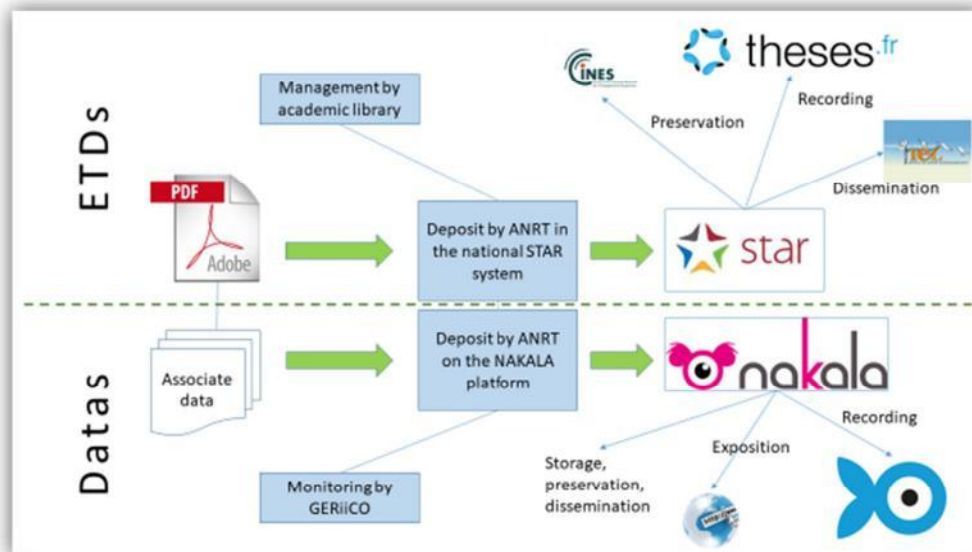 ETDs
Management by
academic library
CINES
theses.fr
Preservation
Recording
Dissemination
PDF
Adobe
Deposit by ANRT in
the national STAR
system
star
Datas
Associate
data
Deposit by ANRT
on the NAKALA
platform
nakala
Monitoring by
GERiiCO
Storage,
preservation,
dissemination
Exposition
Recording